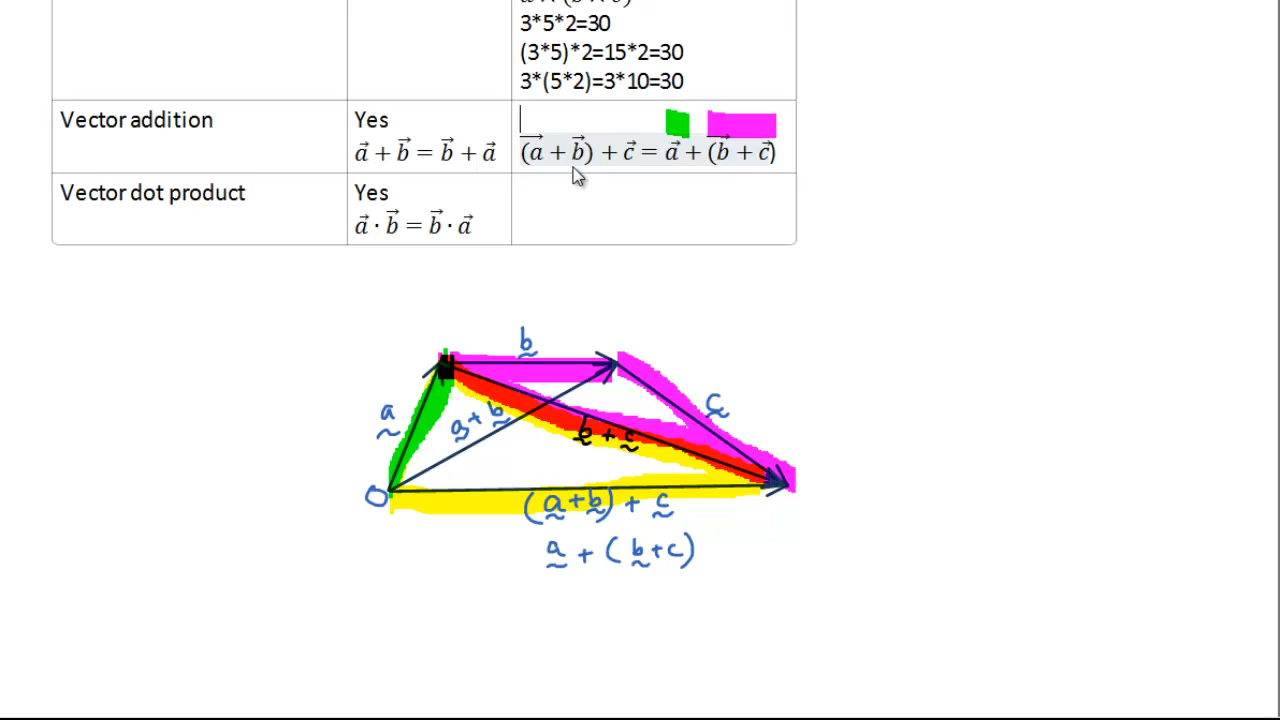 3*5*2=30
(3*5)*2=15*2=30
3*(5*2)=3*10=30
Vector addition
Yes
a⃗ + b⃗ = b⃗ + a⃗
(a⃗ + b⃗) + c⃗ = a⃗ + (b⃗ + c⃗)
Vector dot product
Yes
a⃗ · b⃗ = b⃗ · a⃗
b
a
a + b
c
b + c
O
(a + b) + c
a + (b + c)